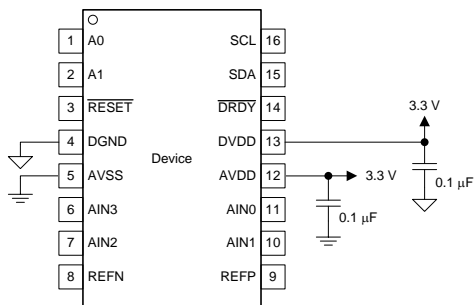 1 A0 SCL 16
2 A1 SDA 15
3 RESET DRDY 14
3.3 V
4 DGND DVDD 13
Device
5 AVSS AVDD 12 3.3 V
0.1 μF
6 AIN3 AIN0 11
0.1 μF
7 AIN2 AIN1 10
8 REFN REFP 9